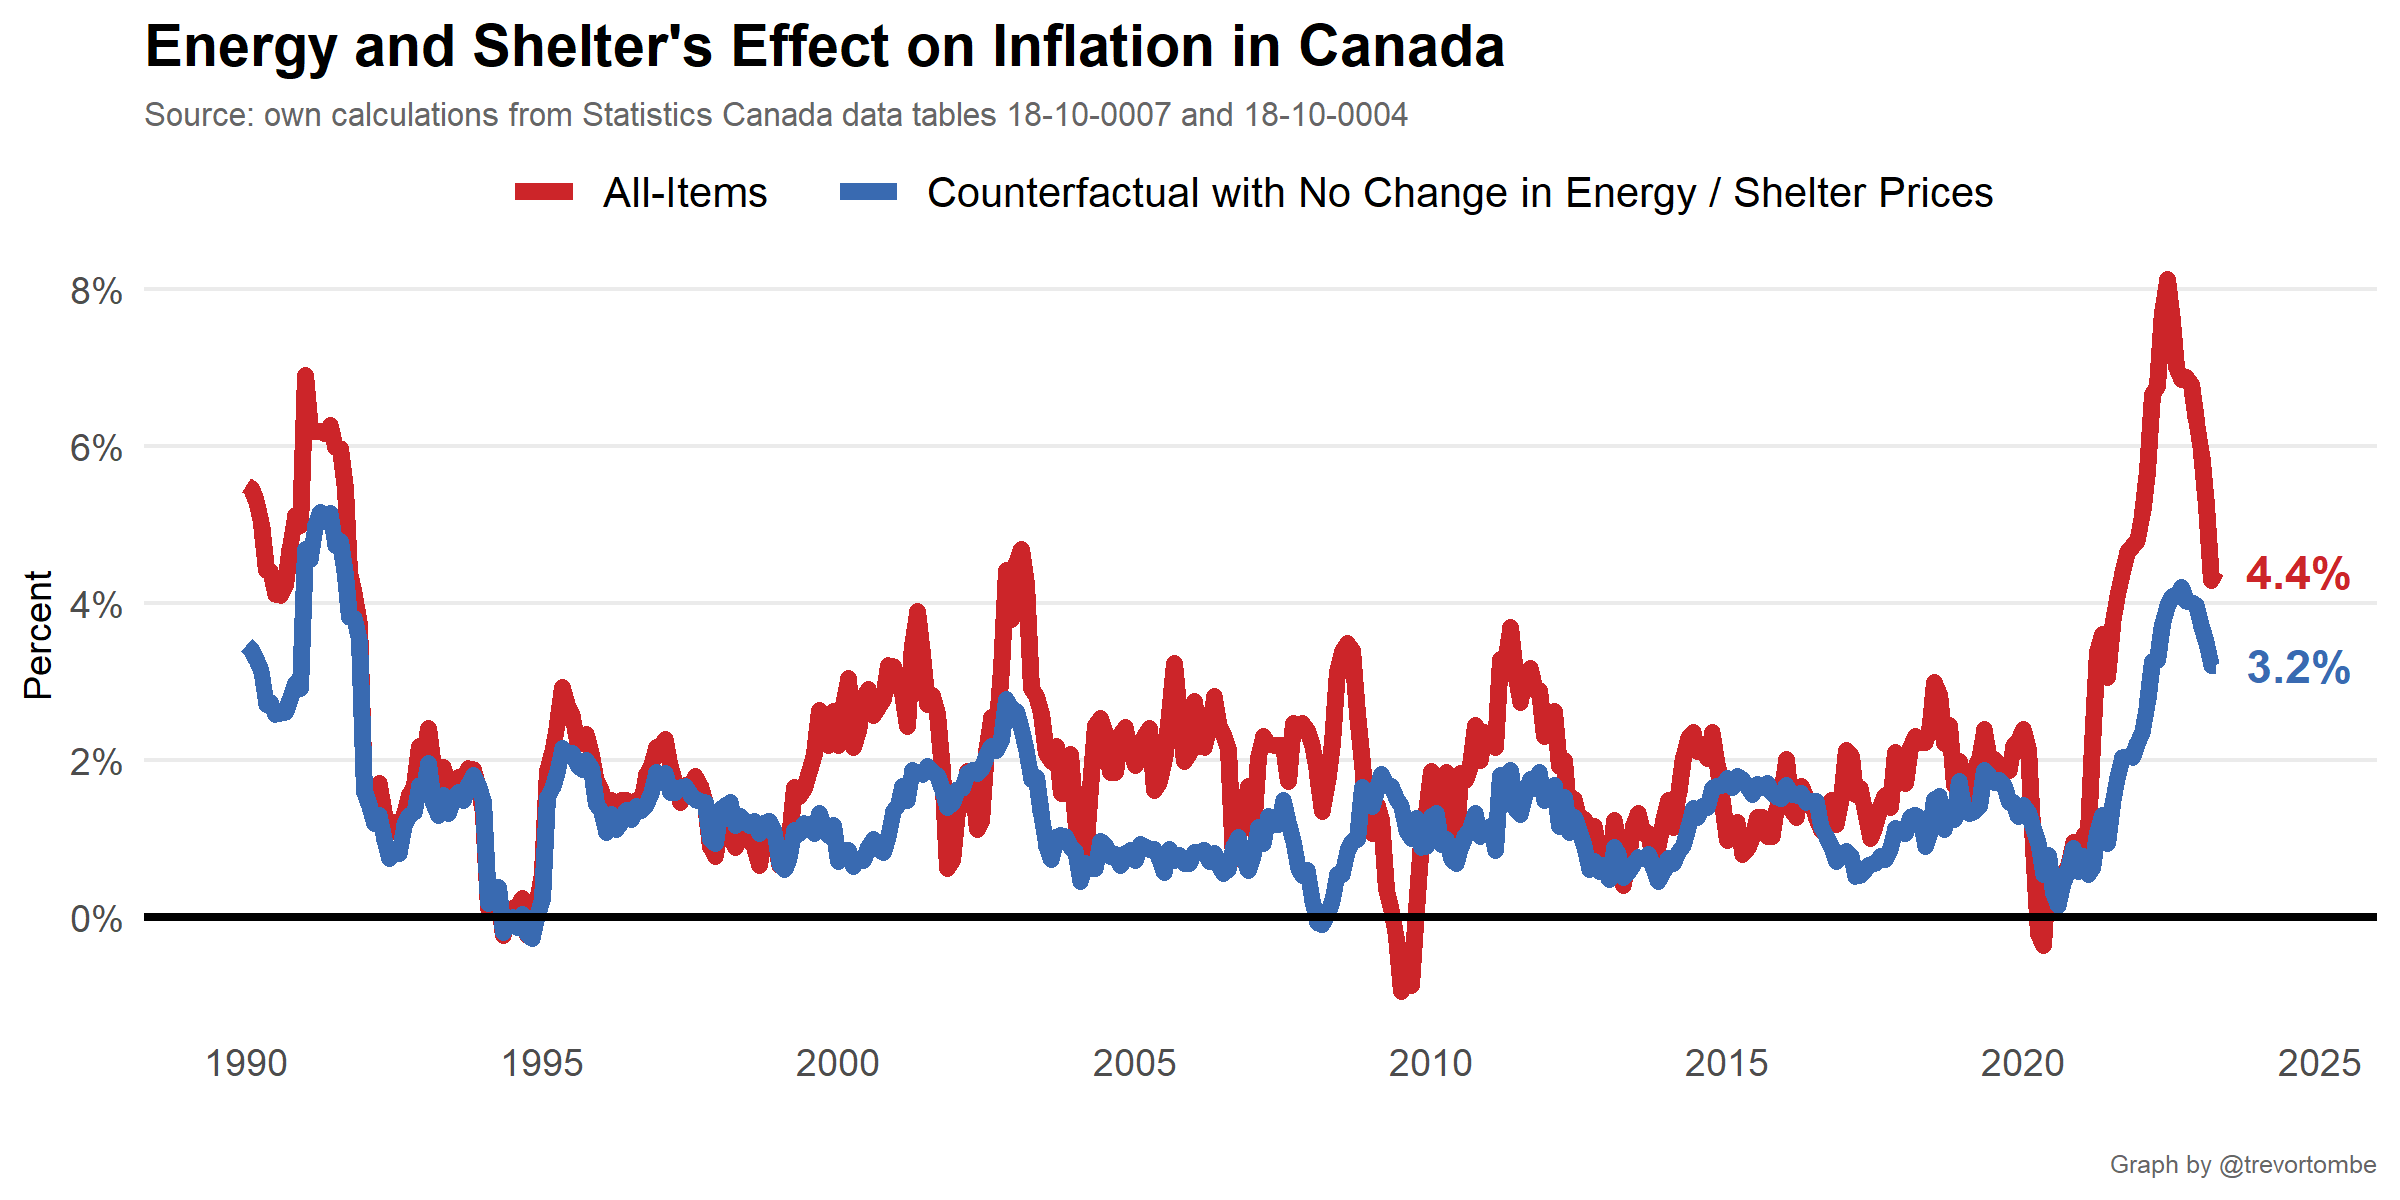 Energy and Shelter's Effect on Inflation in Canada
Source: own calculations from Statistics Canada data tables 18-10-0007 and 18-10-0004
All-Items
Counterfactual with No Change in Energy / Shelter Prices
Percent
8%
6%
4%
2%
0%
4.4%
3.2%
1990
1995
2000
2005
2010
2015
2020
2025
Graph by @trevortombe